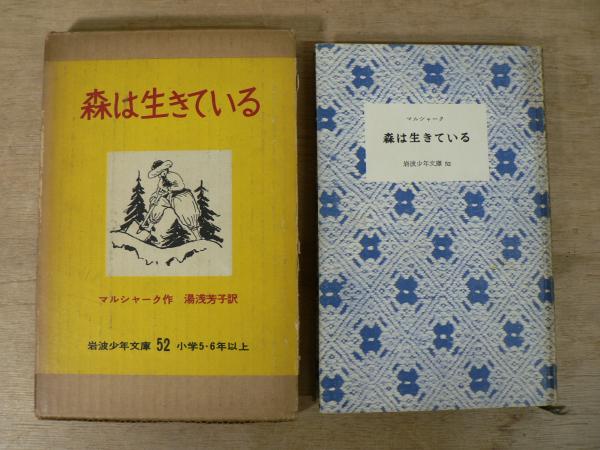 森は生きている
マルシャーク作 湯浅芳子訳
岩波少年文庫 52 小学5・6年以上
マルシャーク
森は生きている
岩波少年文庫 52